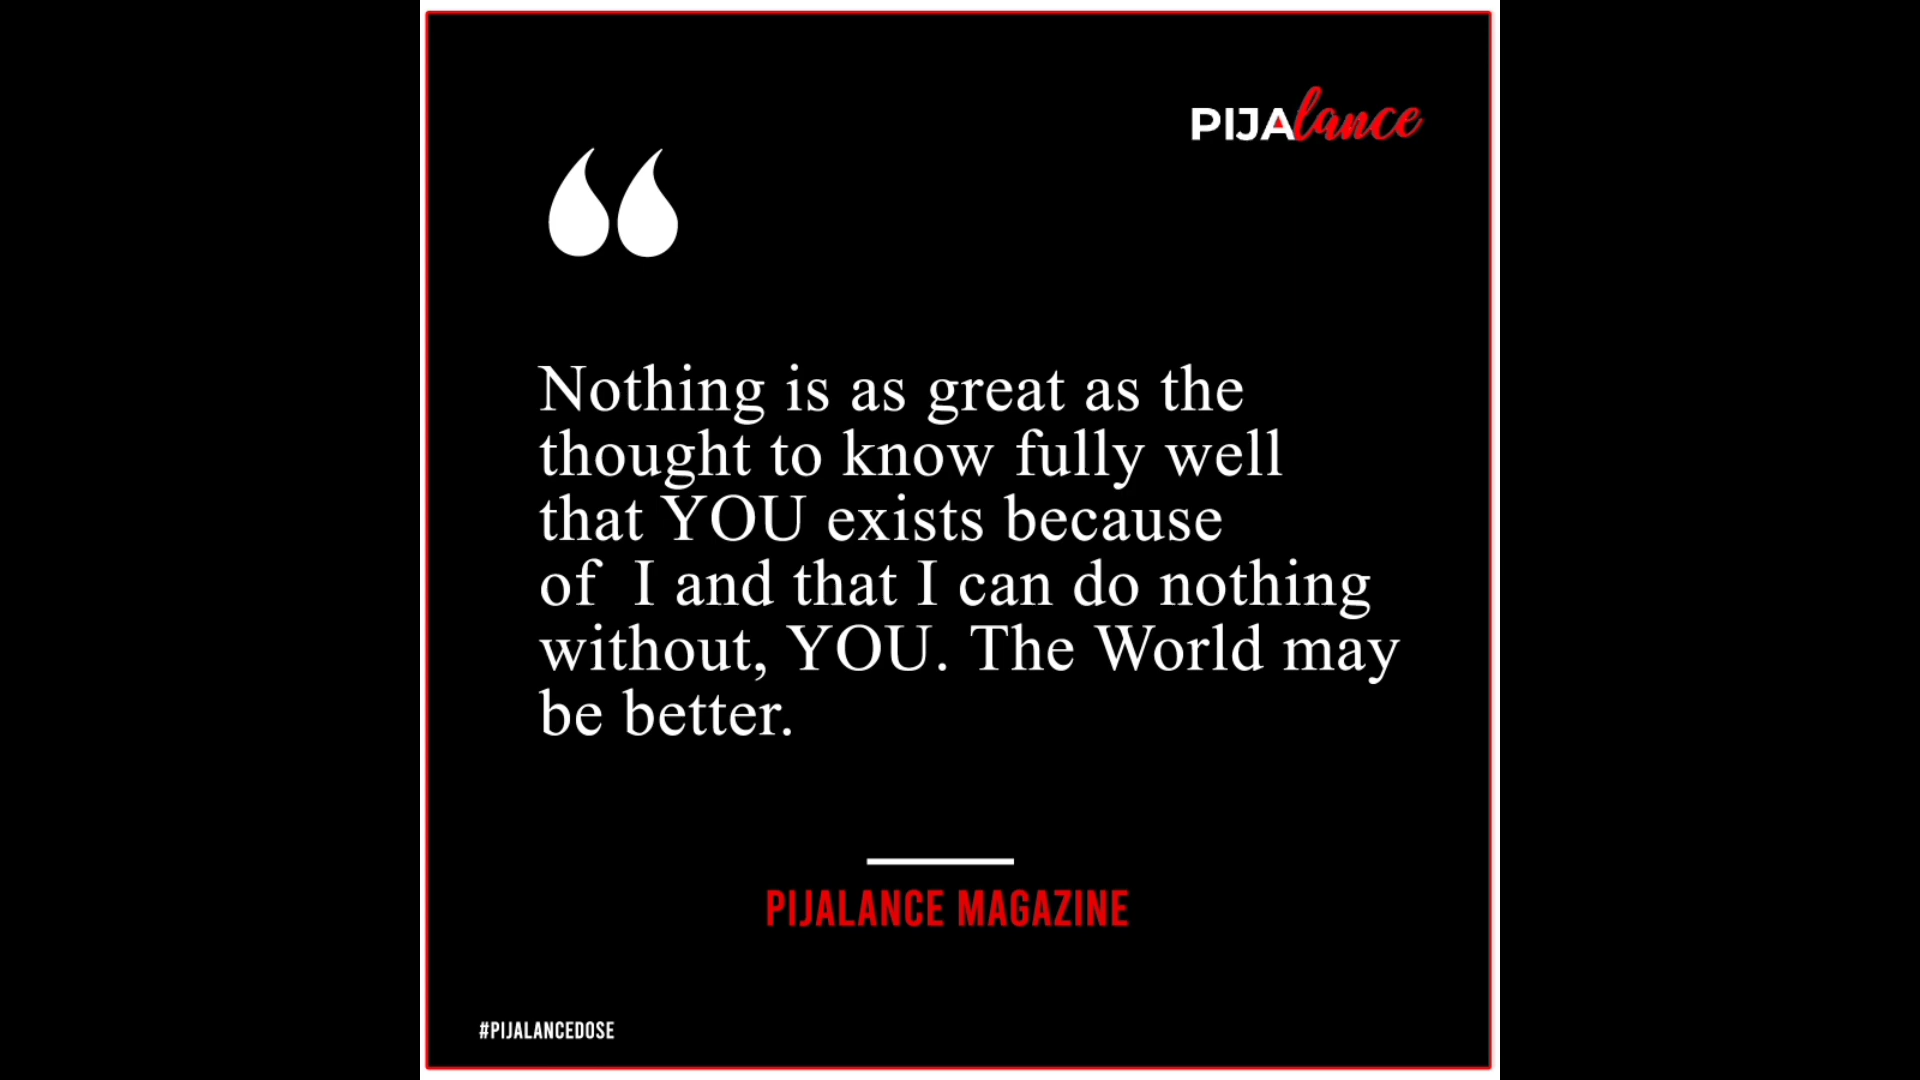 PIJAlance
“
Nothing is as great as the
thought to know fully well
that YOU exists because
of  I and that I can do nothing
without, YOU. The World may
be better.
PIJALANCE MAGAZINE
#PIJALANCEDOSE